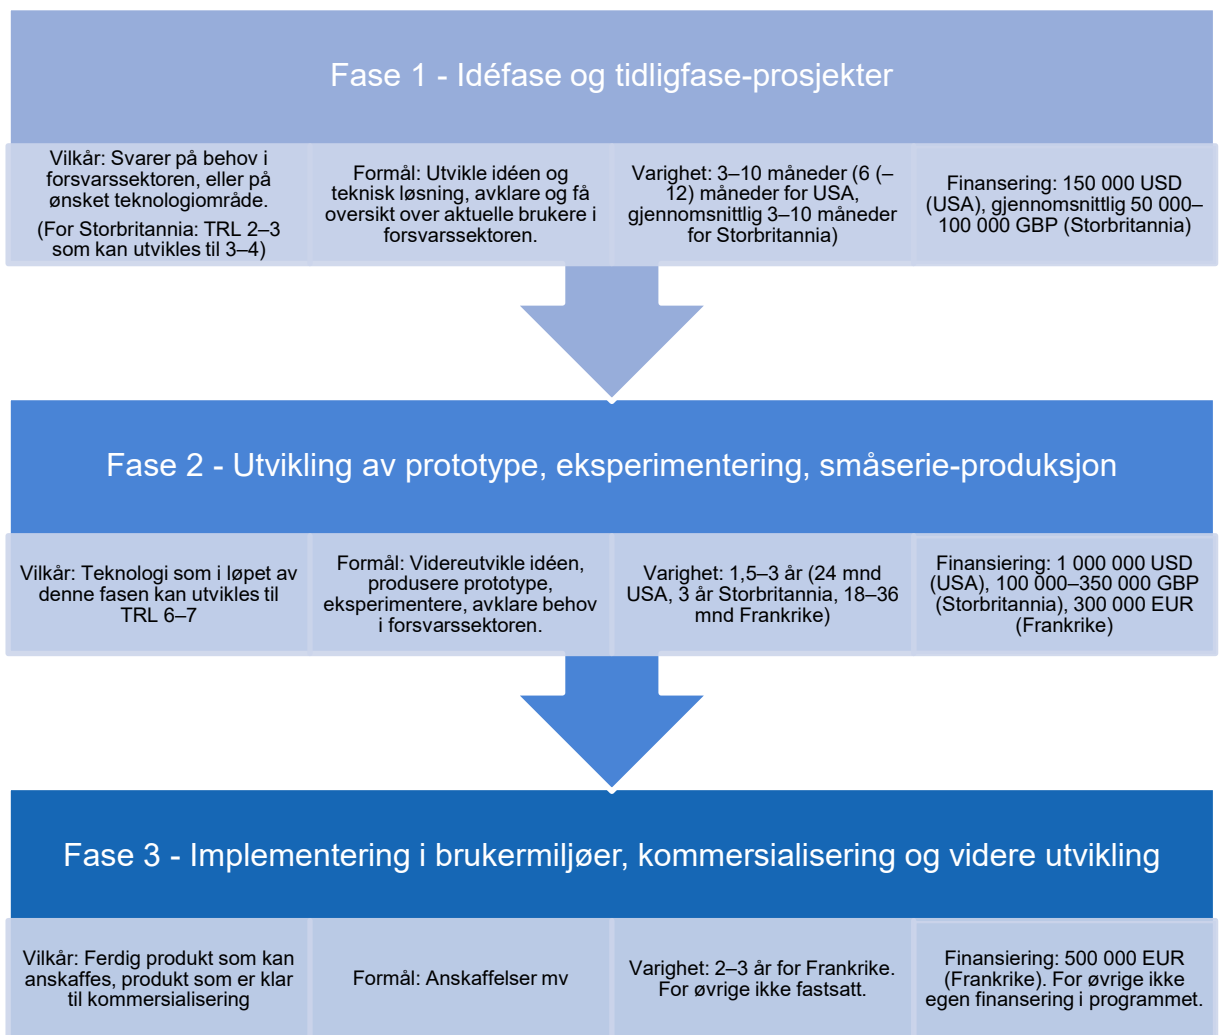 Fase 1 - Idéfase og tidligfase-prosjekter
Vilkår: Svarer på behov i
forsvarssektoren, eller på
ønsket teknologiområde.
(For Storbritannia: TRL 2–3
som kan utvikles til 3–4)
Formål: Utvikle idéen og
teknisk løsning, avklare og få
oversikt over aktuelle brukere i
forsvarssektoren.
Varighet: 3–10 måneder (6 (–
12) måneder for USA,
gjennomsnittlig 3–10 måneder
for Storbritannia)
Finansering: 150 000 USD
(USA), gjennomsnittlig 50 000–
100 000 GBP (Storbritannia)
Fase 2 - Utvikling av prototype, eksperimentering, småserie-produksjon
Vilkår: Teknologi som i løpet av
denne fasen kan utvikles til
TRL 6–7
Formål: Videreutvikle idéen,
produsere prototype,
eksperimentere, avklare behov
i forsvarssektoren.
Varighet: 1,5–3 år (24 mnd
USA, 3 år Storbritannia, 18–36
mnd Frankrike)
Finansiering: 1 000 000 USD
(USA), 100 000–350 000 GBP
(Storbritannia), 300 000 EUR
(Frankrike)
Fase 3 - Implementering i brukermiljøer, kommersialisering og videre utvikling
Vilkår: Ferdig produkt som kan
anskaffes, produkt som er klar
til kommersialisering
Formål: Anskaffelser mv
Varighet: 2–3 år for Frankrike.
For øvrige ikke fastsatt.
Finansiering: 500 000 EUR
(Frankrike). For øvrige ikke
egen finansering i programmet.